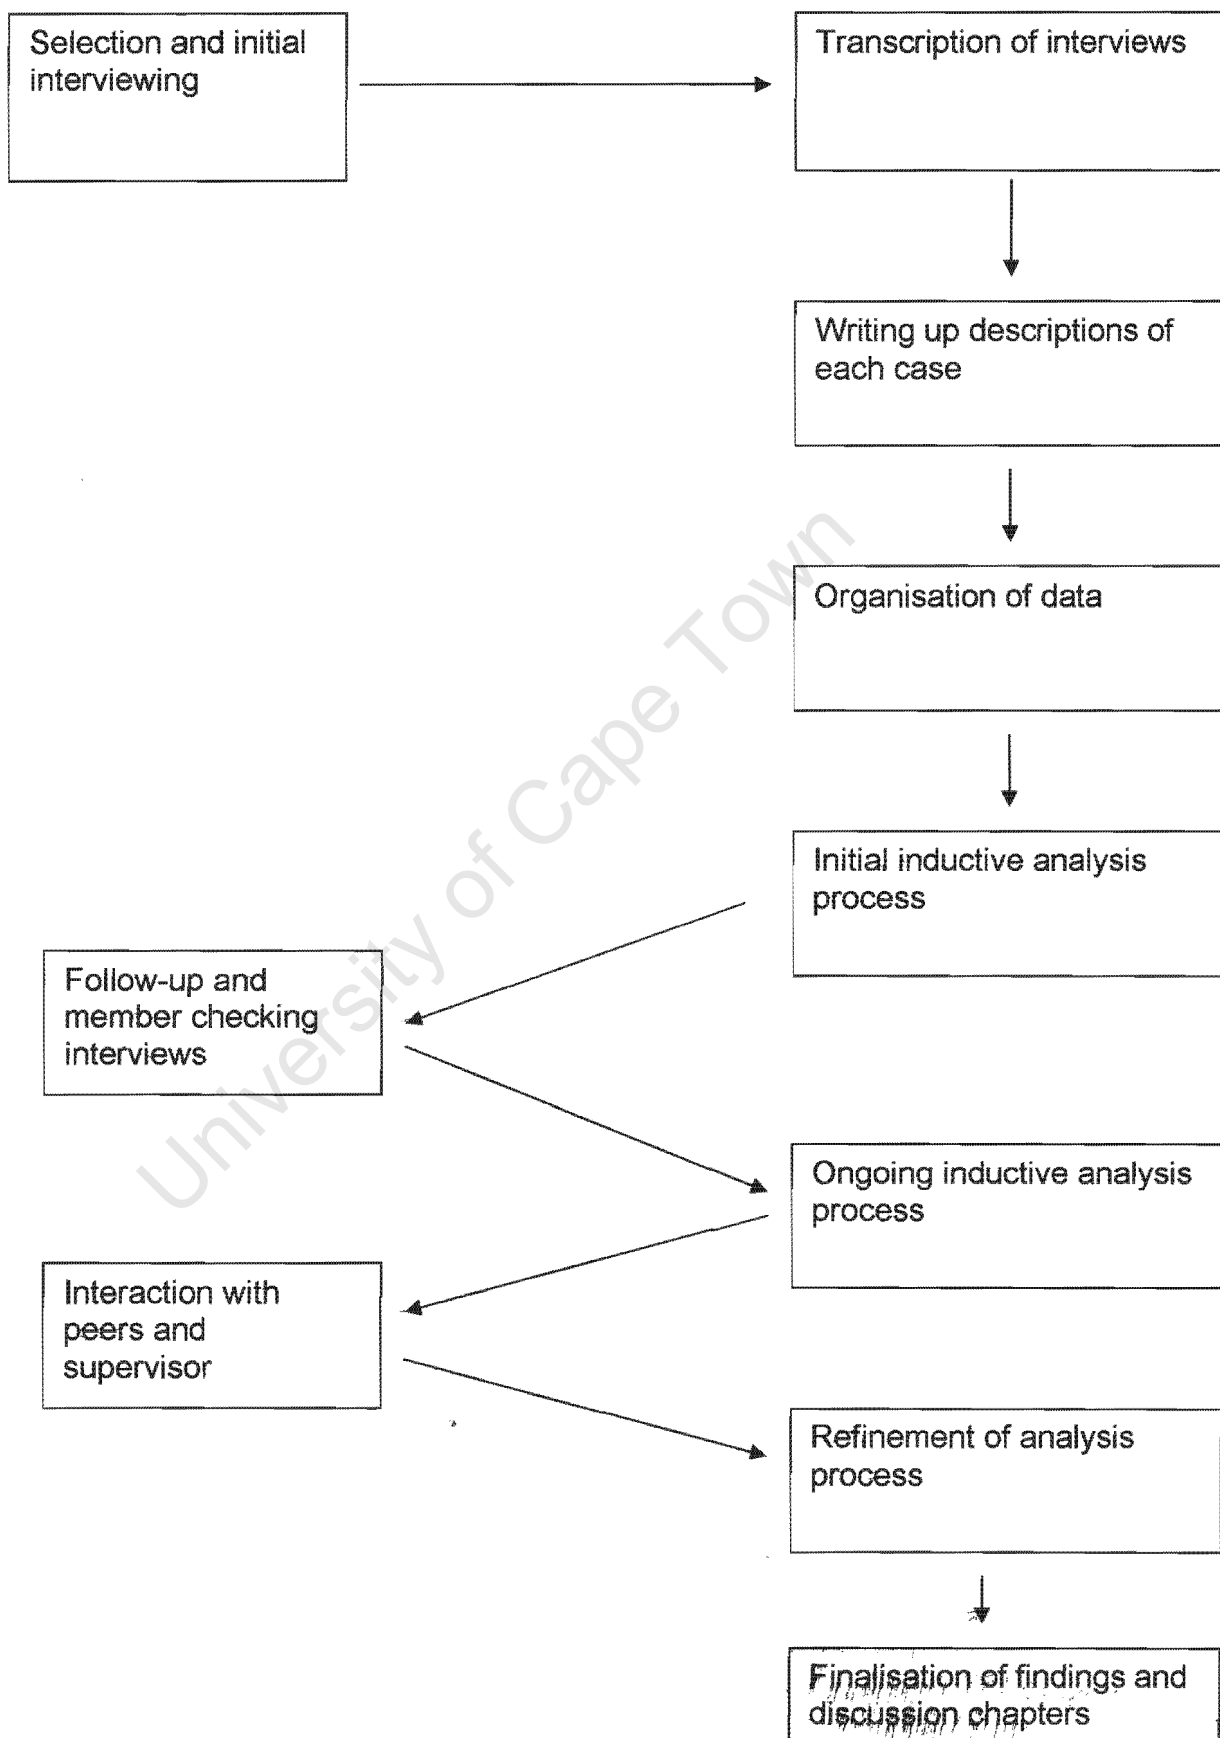 Selection and initial
interviewing
Transcription of interviews
Writing up descriptions of
each case
Organisation of data
Initial inductive analysis
process
Follow-up and
member checking
interviews
Ongoing inductive analysis
process
Interaction with
peers and
supervisor
Refinement of analysis
process
Finalisation of findings and
discussion chapters
University of Cape Town